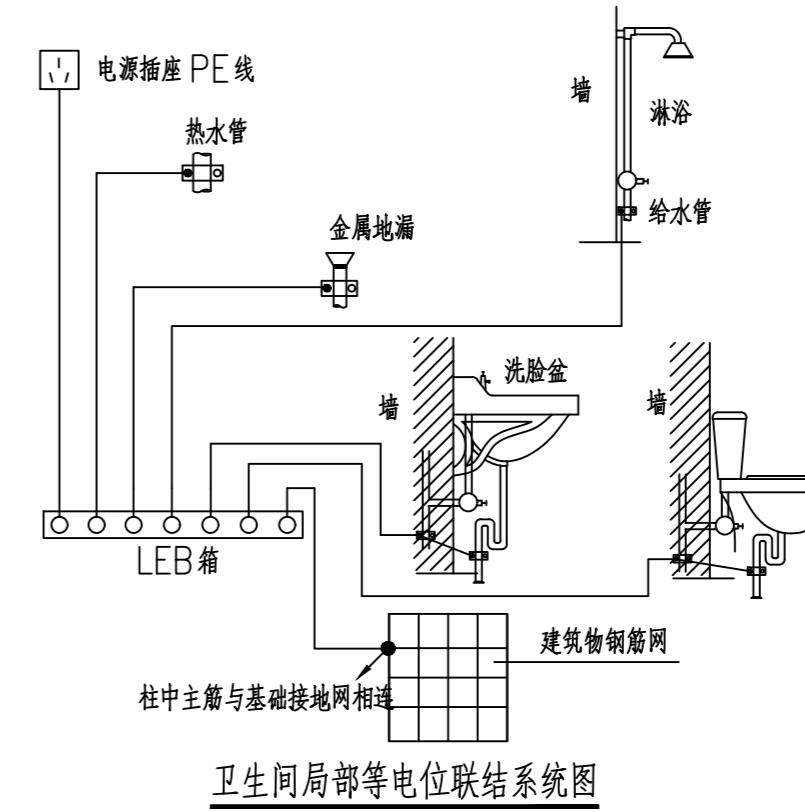 电源插座PE线
热水管
墙
淋浴
给水管
金属地漏
洗脸盆
墙
墙
LEB箱
建筑物钢筋网
柱中主筋与基础接地网相连
卫生间局部等电位联结系统图